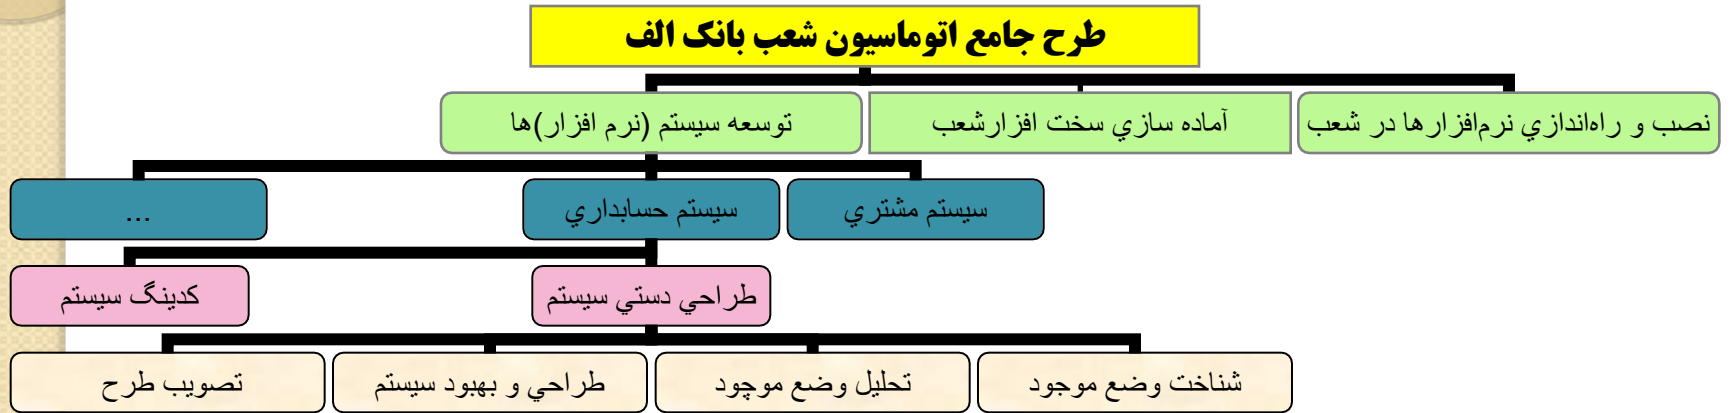 طرح جامع اتوماسيون شعب بانک الف
نصب و راه‌اندازي نرم‌افزارها در شعب
آماده سازي سخت افزارشعب
توسعه سيستم (نرم افزار)ها
سيستم مشتري
سيستم حسابداري
...
طراحي دستي سيستم
کدينگ سيستم
شناخت وضع موجود
تحليل وضع موچود
طراحي و بهبود سيستم
تصويب طرح